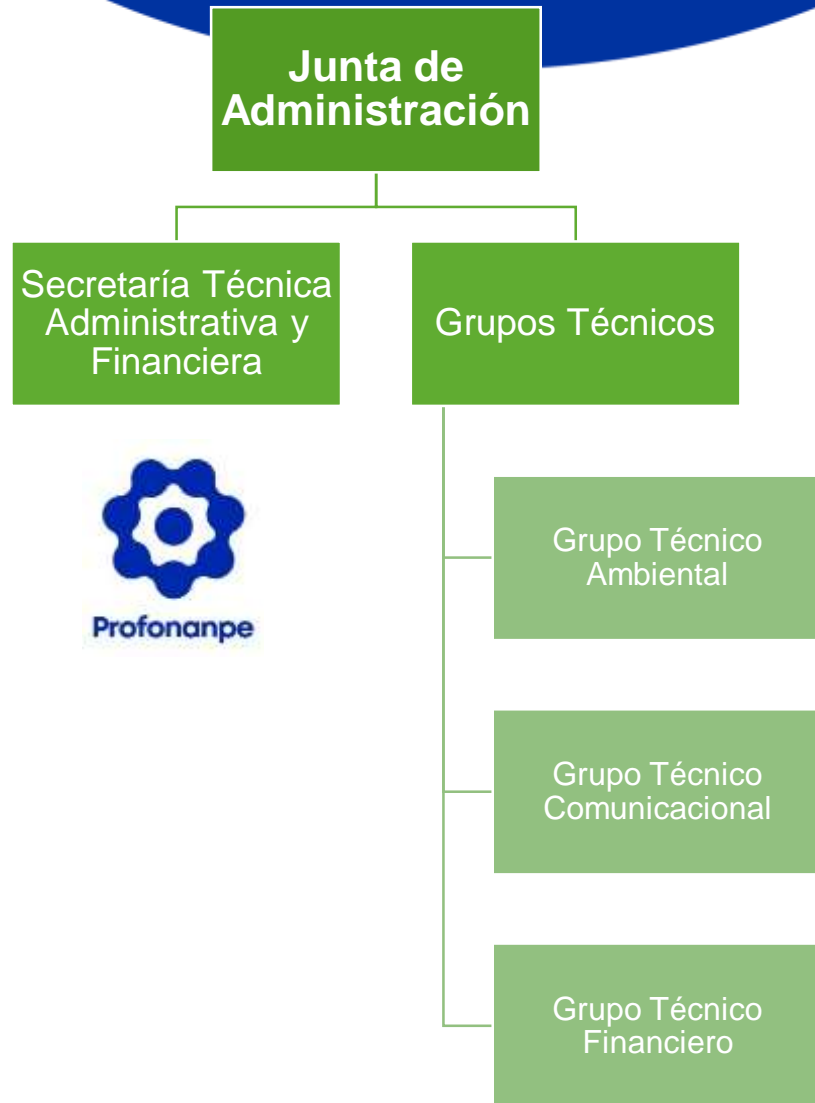 Junta de
Administración
Secretaría Técnica
Administrativa y
Financiera
Grupos Técnicos
Profonanpe
Grupo Técnico
Ambiental
Grupo Técnico
Comunicacional
Grupo Técnico
Financiero